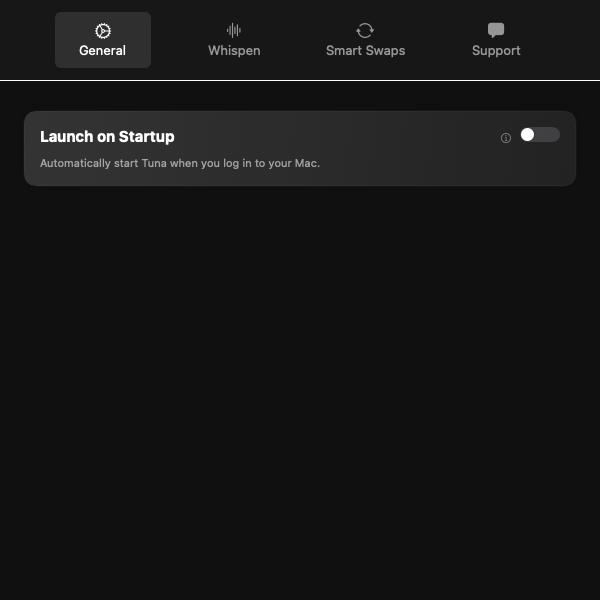 General
Whispen
Smart Swaps
Support
Launch on Startup
Automatically start Tuna when you log in to your Mac.